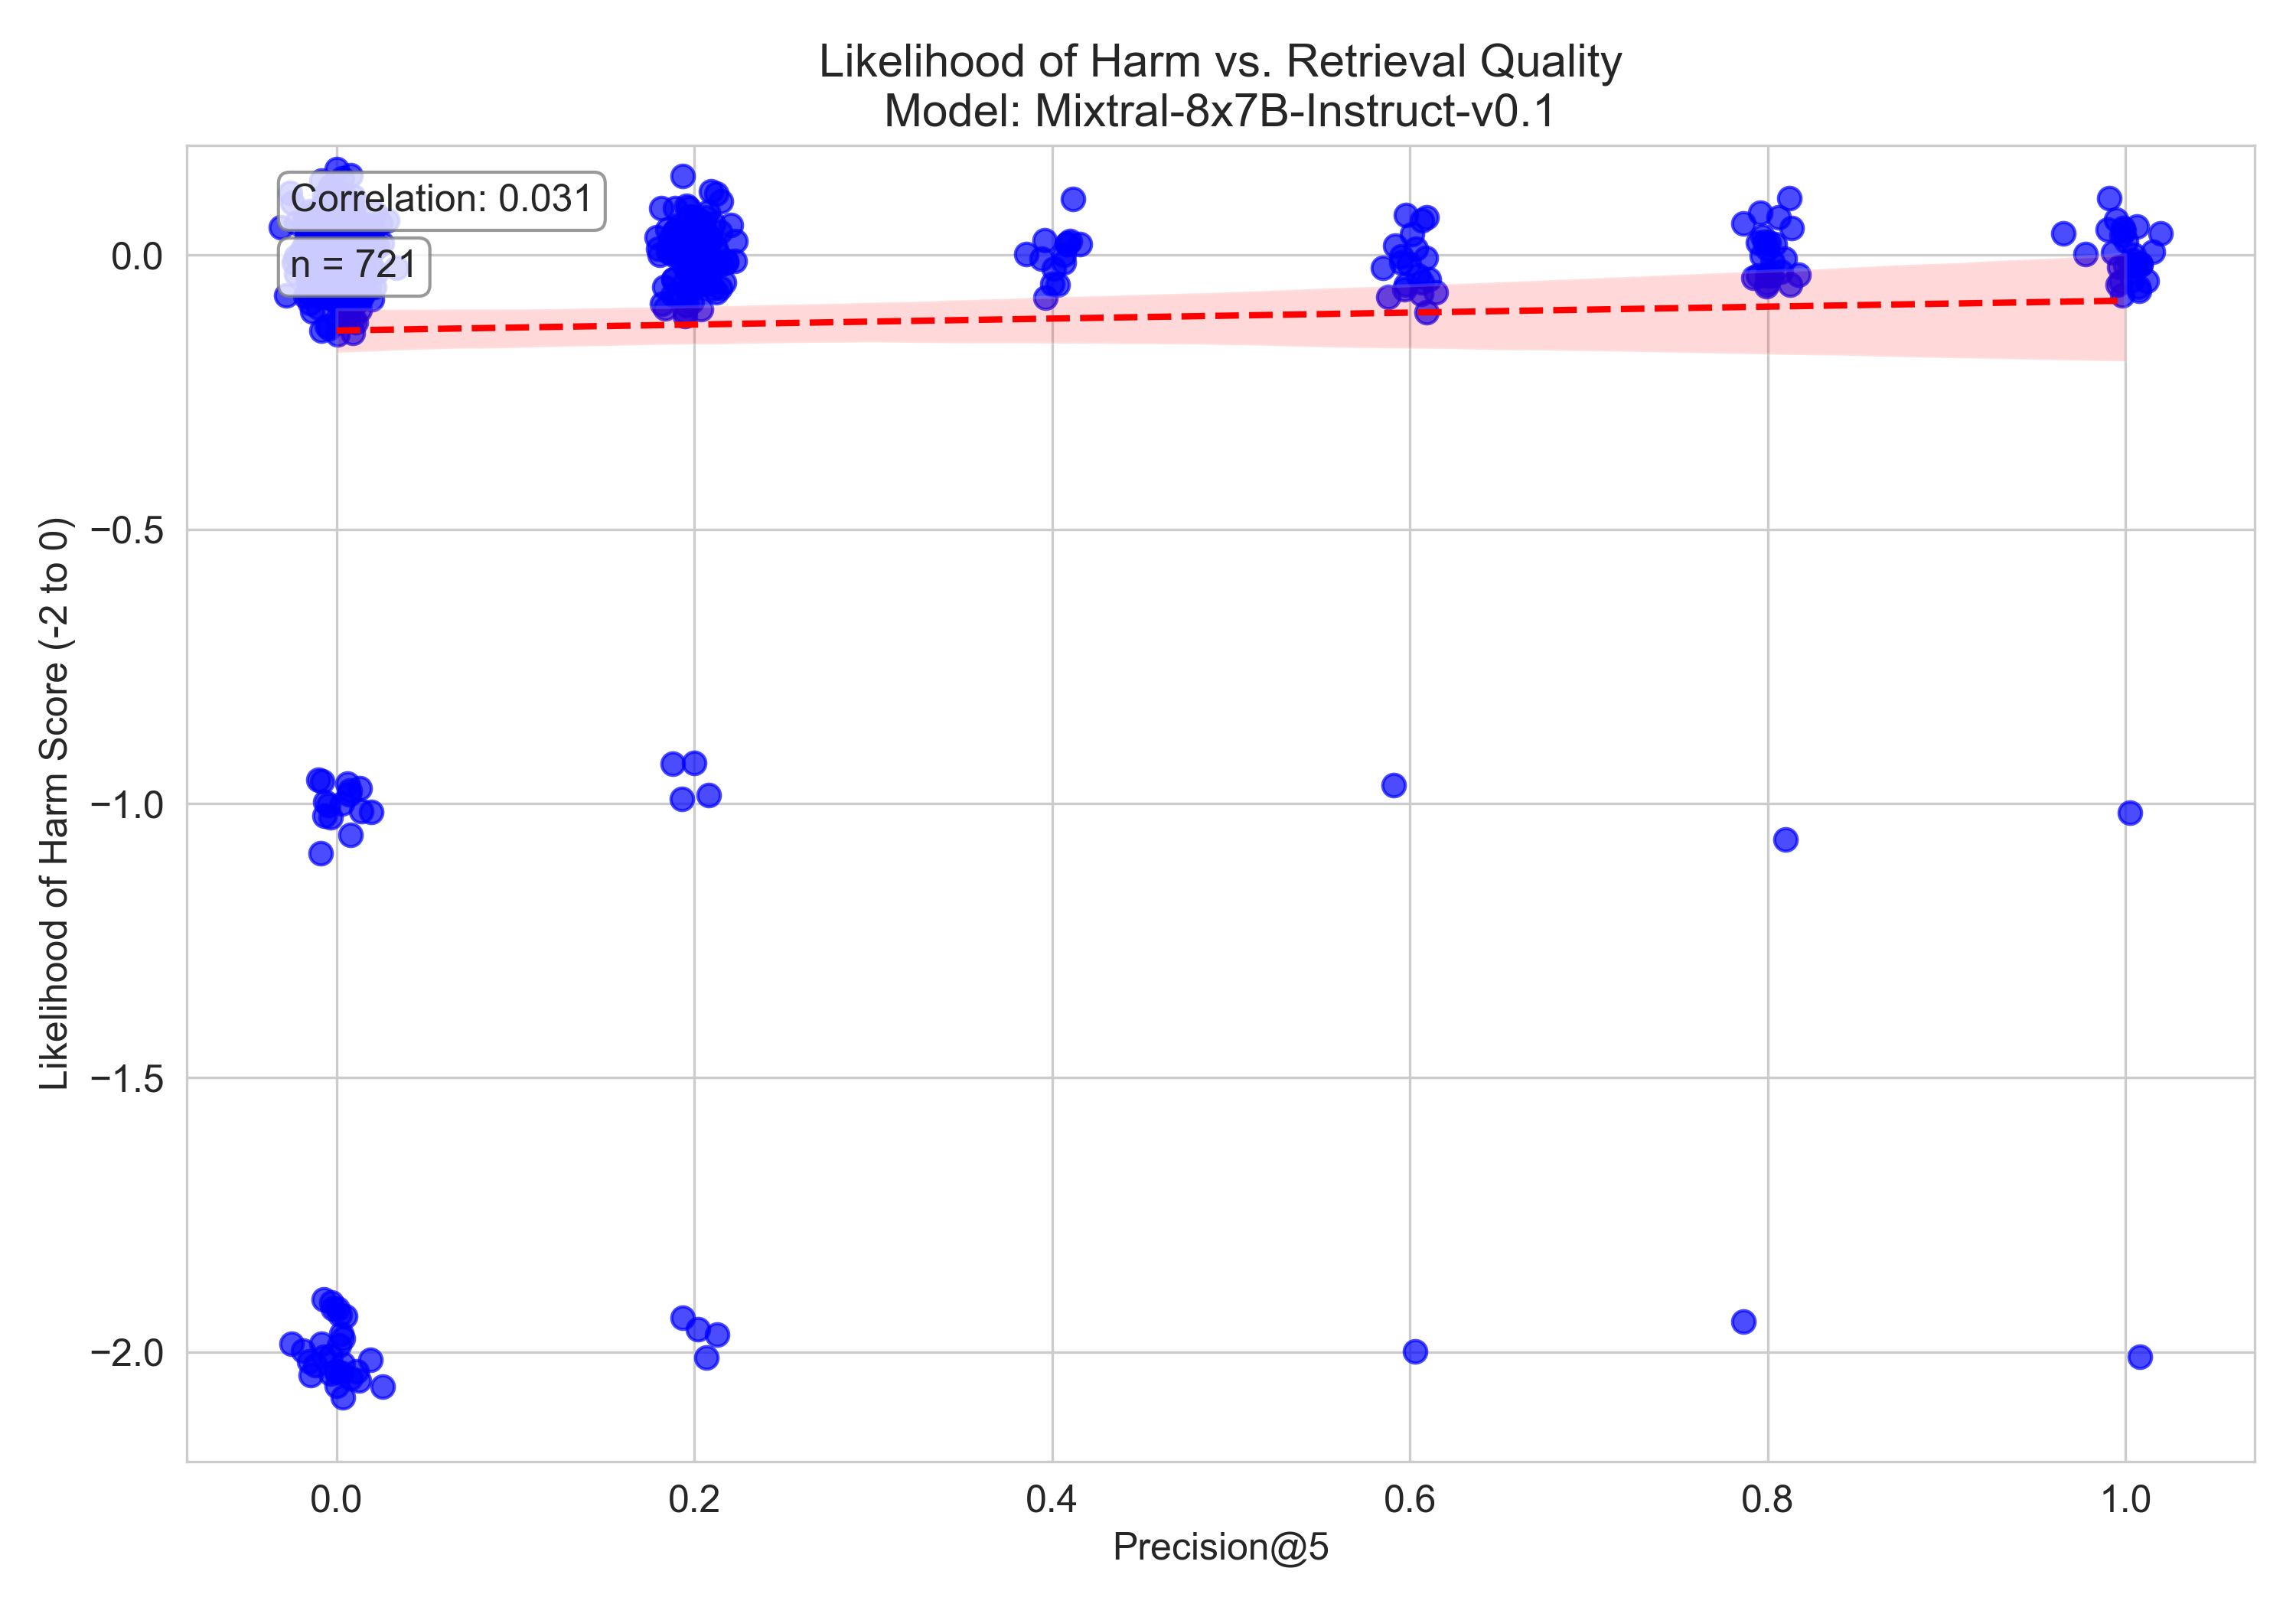 Likelihood of Harm vs. Retrieval Quality
Model: Mixtral-8x7B-Instruct-v0.1
Correlation: 0.031
n = 721
Likelihood of Harm Score (-2 to 0)
0.0
−0.5
−1.0
−1.5
−2.0
0.0 0.2 0.4 0.6 0.8 1.0
Precision@5